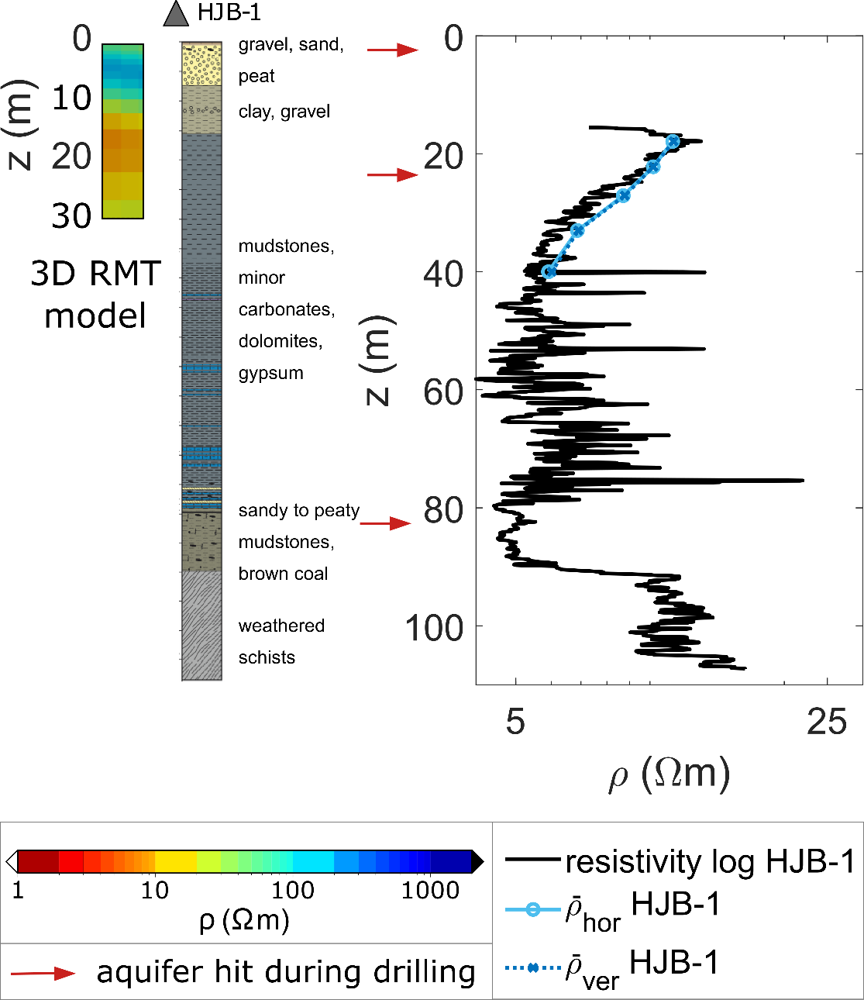 HJB-1
0
10
20
30
z (m)
3D RMT
model
gravel, sand,
peat
clay, gravel
mudstones,
minor
carbonates,
dolomites,
gypsum
sandy to peaty
mudstones,
brown coal
weathered
schists
0
20
40
60
80
100
z (m)
5 25
ρ (Ωm)
1 10 100 1000
ρ (Ωm)
aquifer hit during drilling
resistivity log HJB-1
ρ̄hor HJB-1
ρ̄ver HJB-1